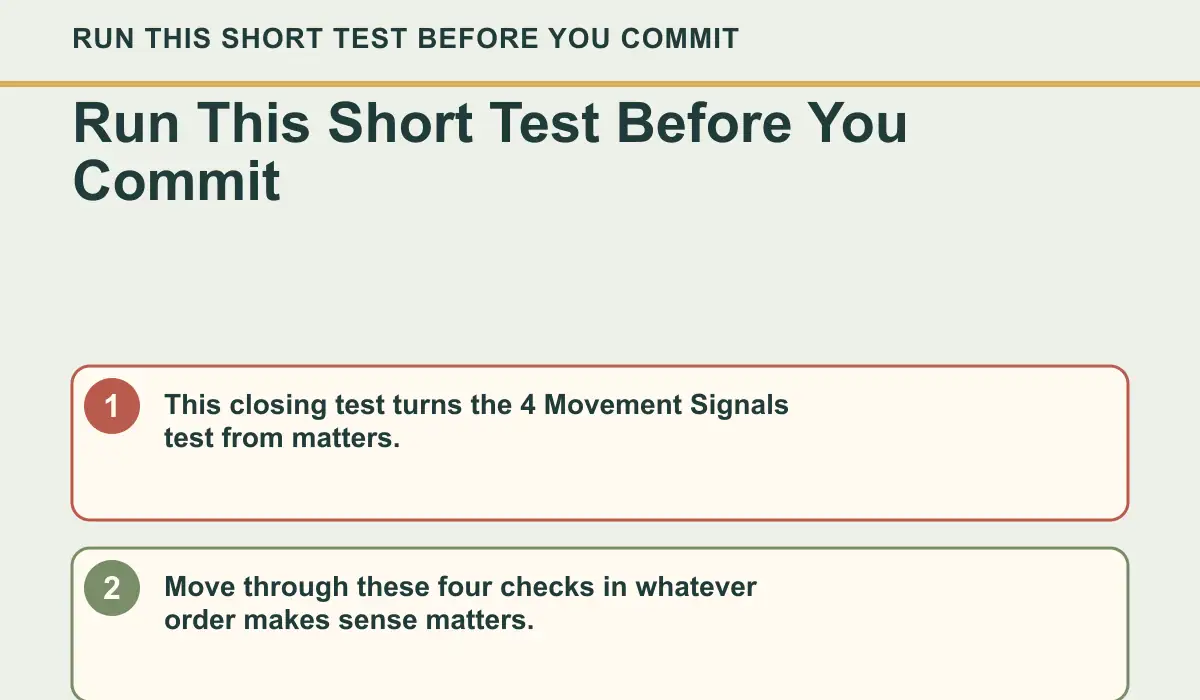 RUN THIS SHORT TEST BEFORE YOU COMMIT
Run This Short Test Before You
Commit
1
This closing test turns the 4 Movement Signals
test from matters.
2
Move through these four checks in whatever
order makes sense matters.